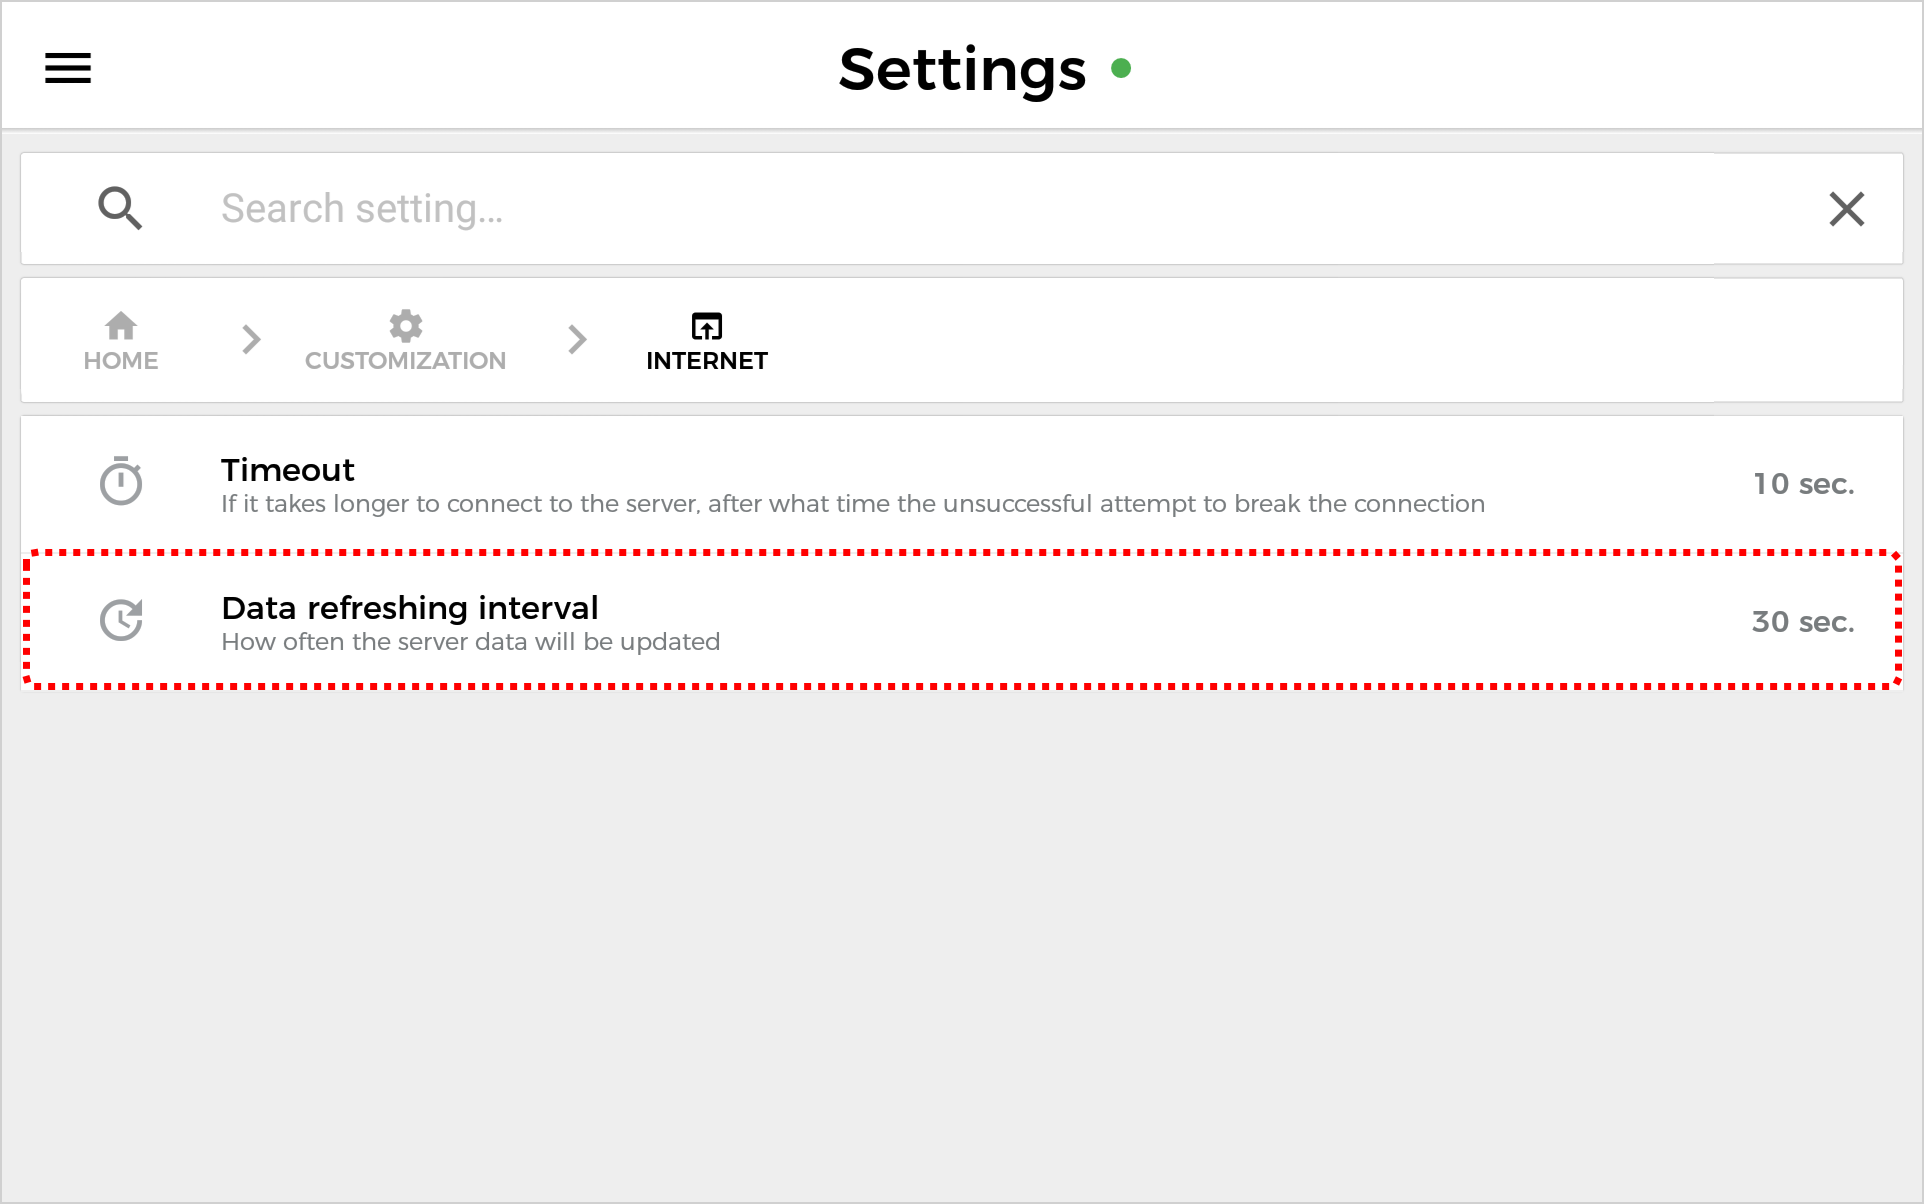 Settings
Search setting...
HOME
CUSTOMIZATION
INTERNET
Timeout
If it takes longer to connect to the server, after what time the unsuccessful attempt to break the connection
10 sec.
Data refreshing interval
How often the server data will be updated
30 sec.